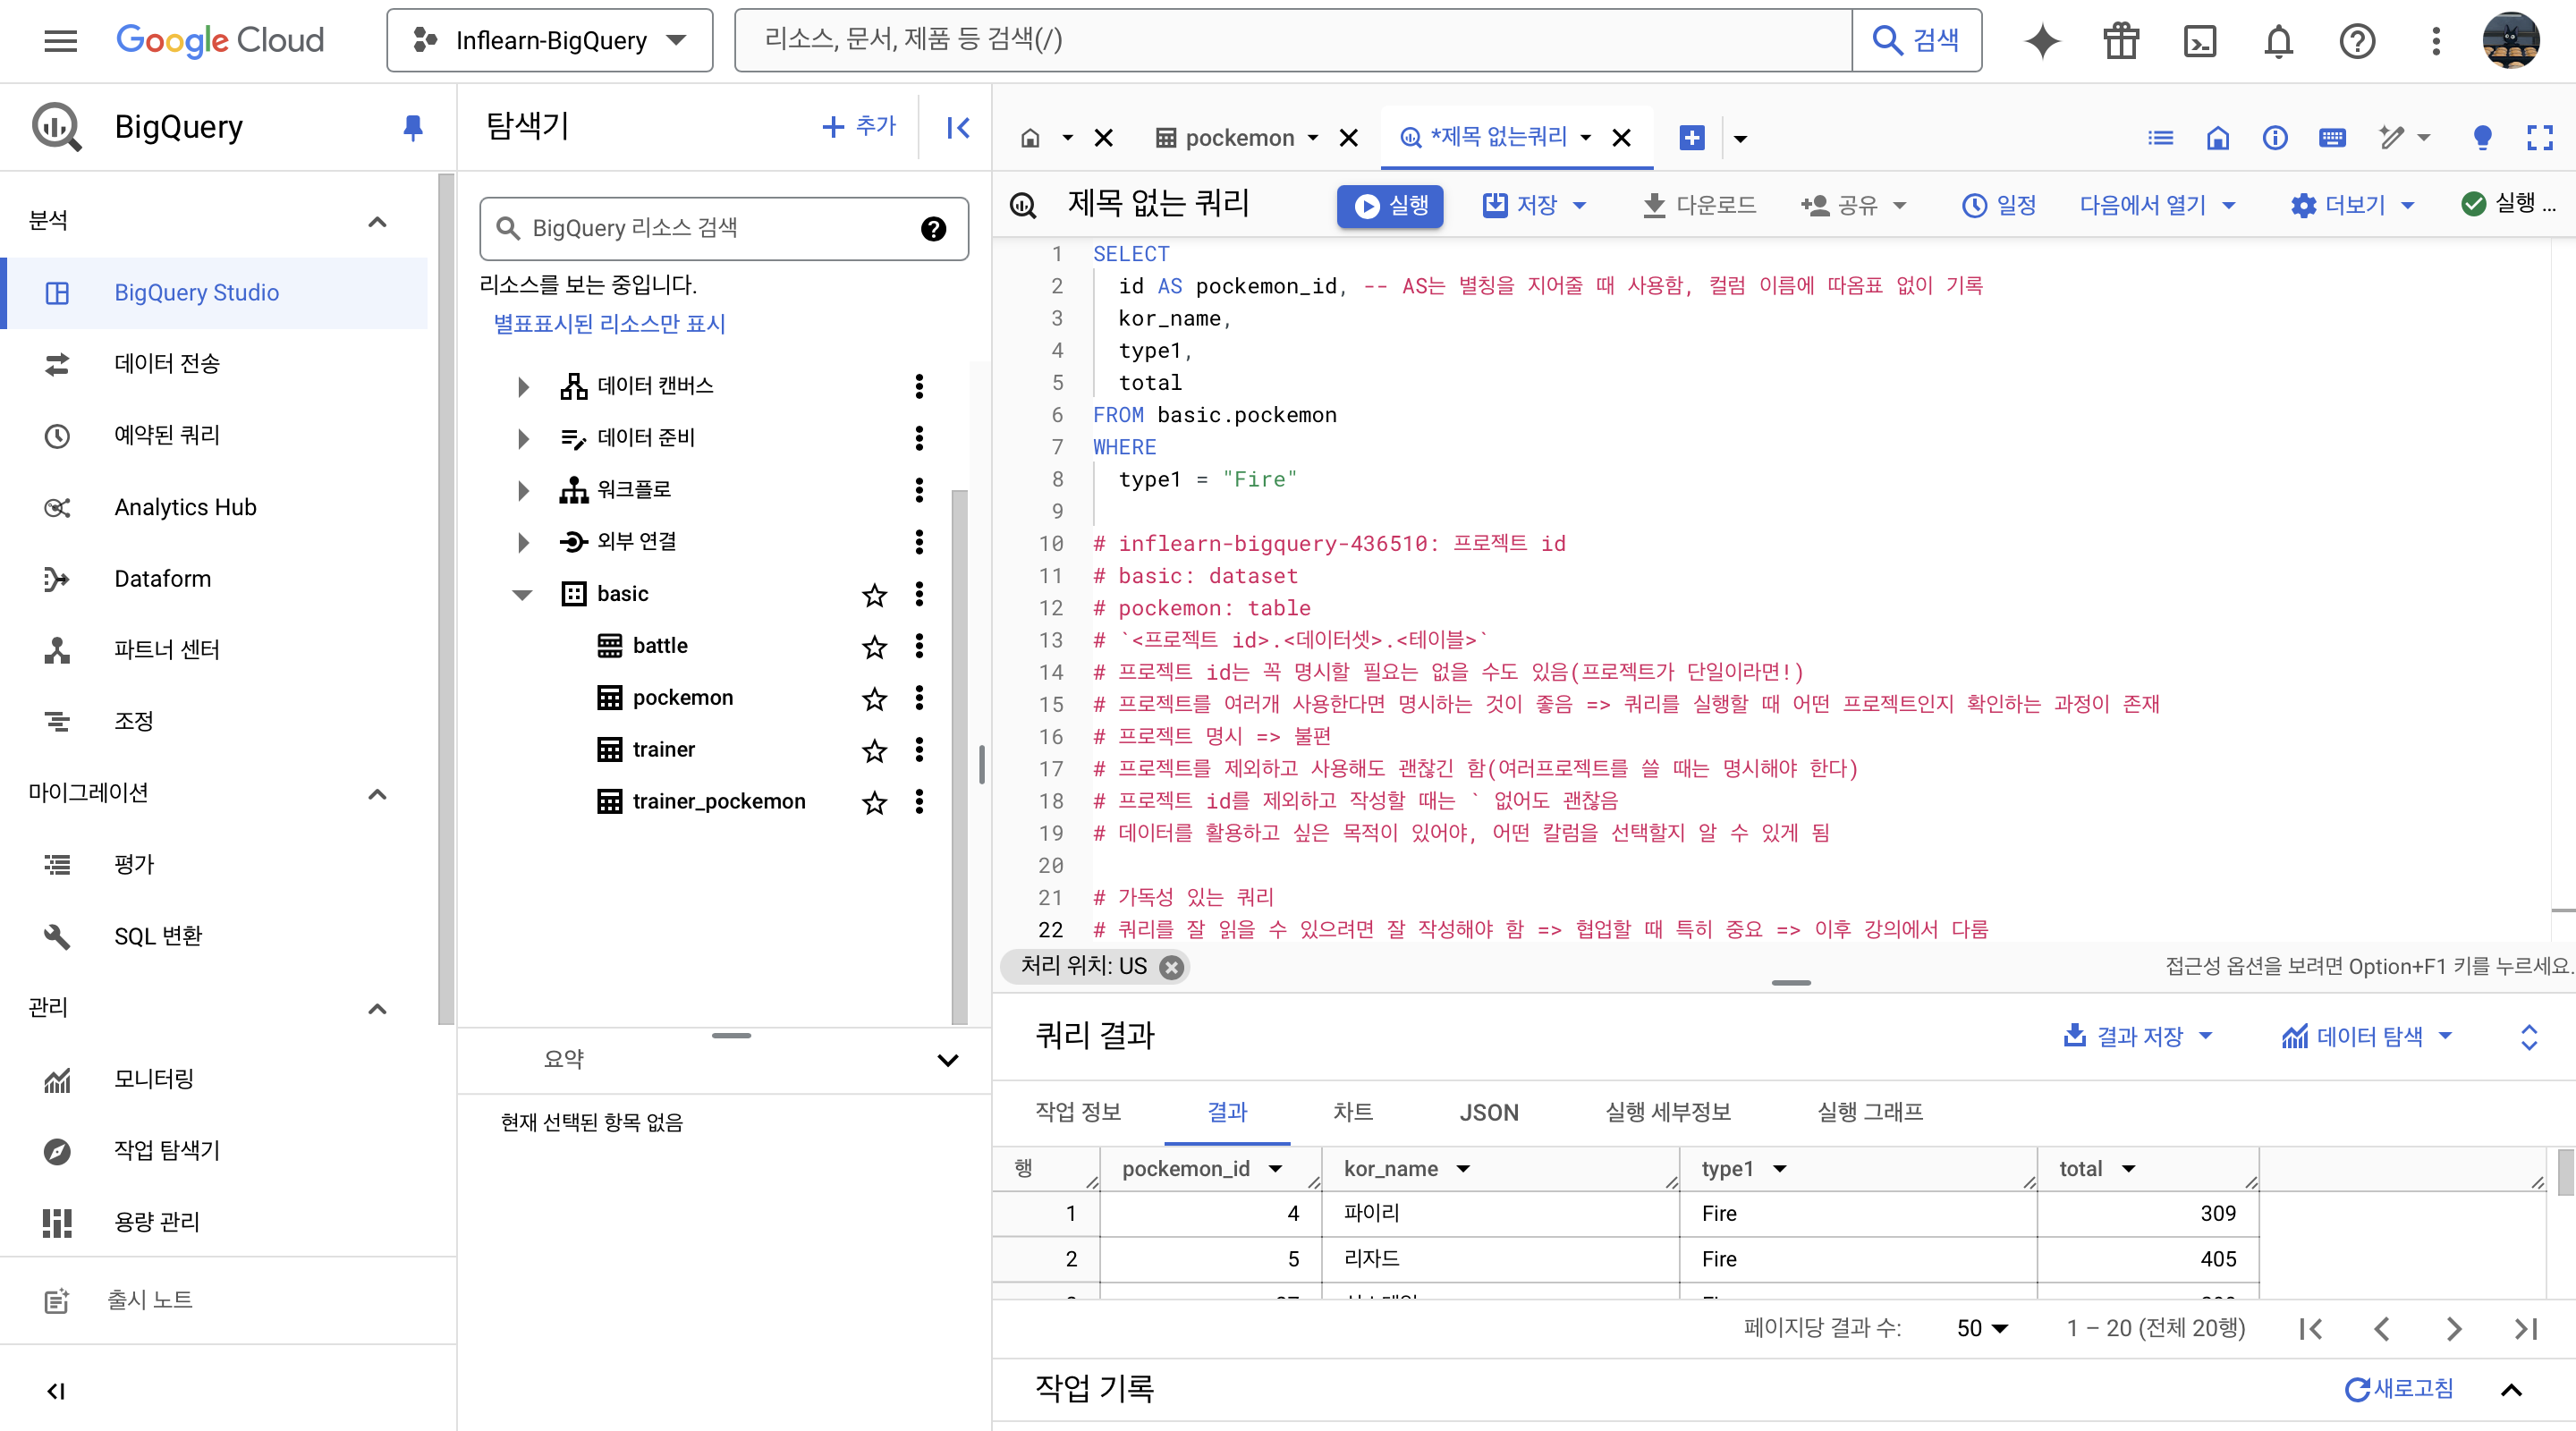 Google Cloud
Inflearn-BigQuery
리소스, 문서, 제품 등 검색(/)
검색
BigQuery
분석
BigQuery Studio
데이터 전송
예약된 쿼리
Analytics Hub
Dataform
파트너 센터
조정
마이그레이션
평가
SQL 변환
관리
모니터링
작업 탐색기
용량 관리
출시 노트
탐색기
추가
BigQuery 리소스 검색
리소스를 보는 중입니다.
별표표시된 리소스만 표시
데이터 캔버스
데이터 준비
워크플로
외부 연결
basic
battle
pockemon
trainer
trainer_pockemon
요약
현재 선택된 항목 없음
pockemon
*제목 없는쿼리
제목 없는 쿼리
실행
저장
다운로드
공유
일정
다음에서 열기
더보기
실행 ...
1 SELECT
2 id AS pockemon_id, -- AS는 별칭을 지어줄 때 사용함, 컬럼 이름에 따옴표 없이 기록
3 kor_name,
4 type1,
5 total
6 FROM basic.pockemon
7 WHERE
8 type1 = "Fire"
9
10 # inflearn-bigquery-436510: 프로젝트 id
11 # basic: dataset
12 # pockemon: table
13 # `<프로젝트 id>.<데이터셋>.<테이블>`
14 # 프로젝트 id는 꼭 명시할 필요는 없을 수도 있음(프로젝트가 단일이라면!)
15 # 프로젝트를 여러개 사용한다면 명시하는 것이 좋음 => 쿼리를 실행할 때 어떤 프로젝트인지 확인하는 과정이 존재
16 # 프로젝트 명시 => 불편
17 # 프로젝트를 제외하고 사용해도 괜찮긴 함(여러프로젝트를 쓸 때는 명시해야 한다)
18 # 프로젝트 id를 제외하고 작성할 때는 ` 없어도 괜찮음
19 # 데이터를 활용하고 싶은 목적이 있어야, 어떤 칼럼을 선택할지 알 수 있게 됨
20
21 # 가독성 있는 쿼리
22 # 쿼리를 잘 읽을 수 있으려면 잘 작성해야 함 => 협업할 때 특히 중요 => 이후 강의에서 다룸
처리 위치: US
접근성 옵션을 보려면 Option+F1 키를 누르세요.
쿼리 결과
결과 저장
데이터 탐색
작업 정보
결과
차트
JSON
실행 세부정보
실행 그래프
행 pockemon_id kor_name type1 total
1 4 파이리 Fire 309
2 5 리자드 Fire 405
페이지당 결과 수: 50 1 – 20 (전체 20행)
작업 기록
새로고침